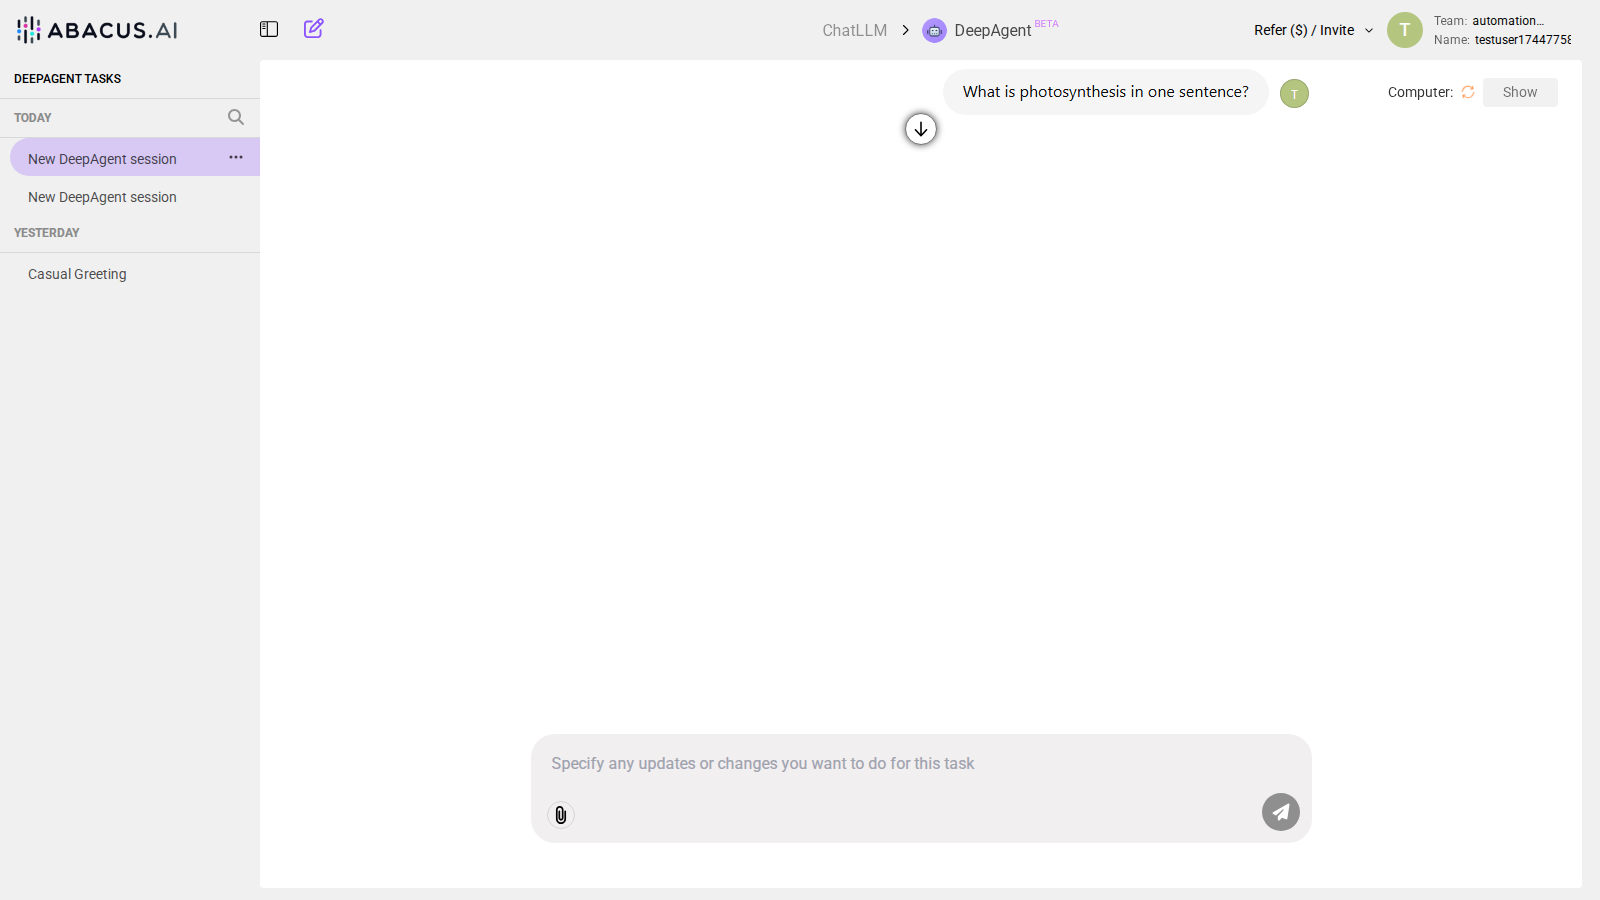 ABACUS.AI
ChatLLM
DeepAgent BETA
Refer ($) / Invite
T
Team: automation...
Name: testuser17447758
DEEPAGENT TASKS
TODAY
New DeepAgent session
New DeepAgent session
YESTERDAY
Casual Greeting
What is photosynthesis in one sentence?
T
Computer:
Show
Specify any updates or changes you want to do for this task